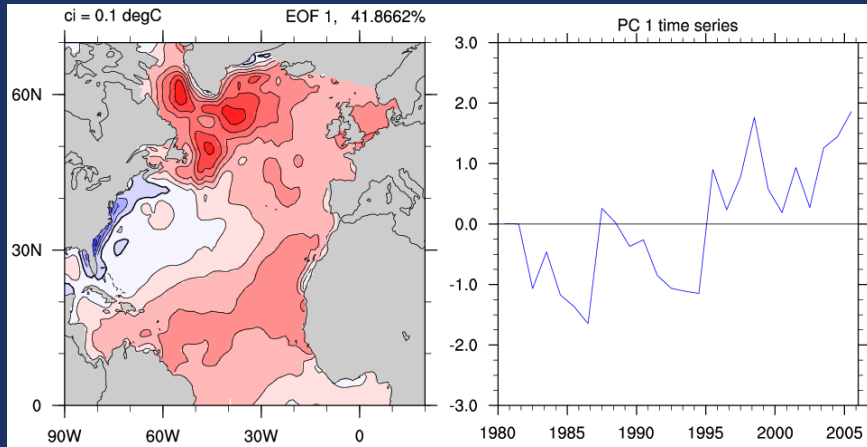 ci = 0.1 degC EOF 1, 41.8662%
60N
30N
0
90W 60W 30W 0
PC 1 time series
3.0
2.0
1.0
0.0
-1.0
-2.0
-3.0
1980 1985 1990 1995 2000 2005